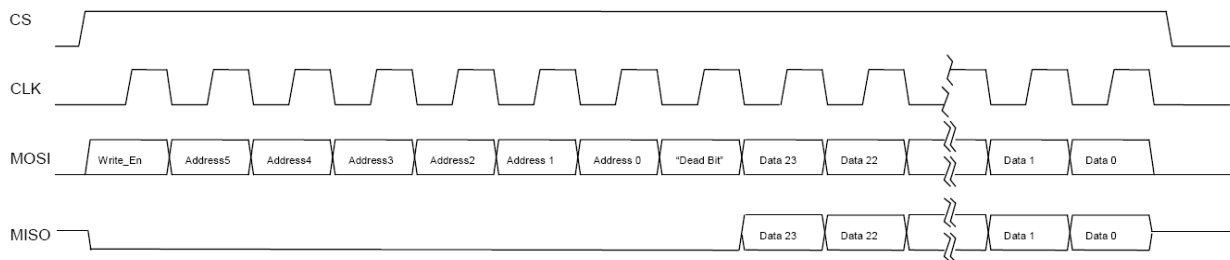 CS
CLK
MOSI Write_En Address5 Address4 Address3 Address2 Address 1 Address 0 "Dead Bit" Data 23 Data 22 Data 1 Data 0
MISO Data 23 Data 22 Data 1 Data 0